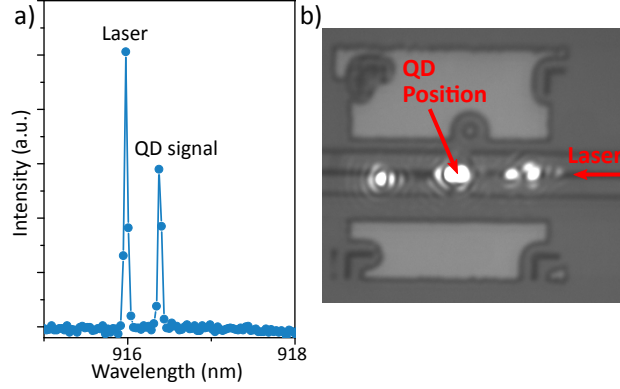 a)
Laser
QD signal
Intensity (a.u.)
916
918
Wavelength (nm)
b)
QD
Position
Laser